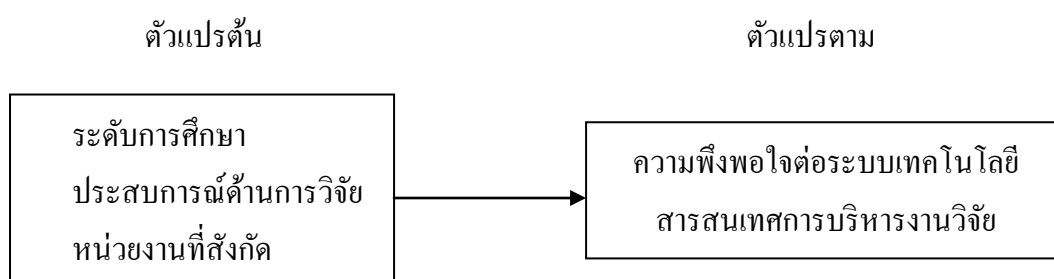 ตัวแปรต้น
ตัวแปรตาม
ระดับการศึกษา
ประสบการณ์ด้านการวิจัย
หน่วยงานที่สังกัด
ความพึงพอใจต่อระบบเทคโนโลยี
สารสนเทศการบริหารงานวิจัย